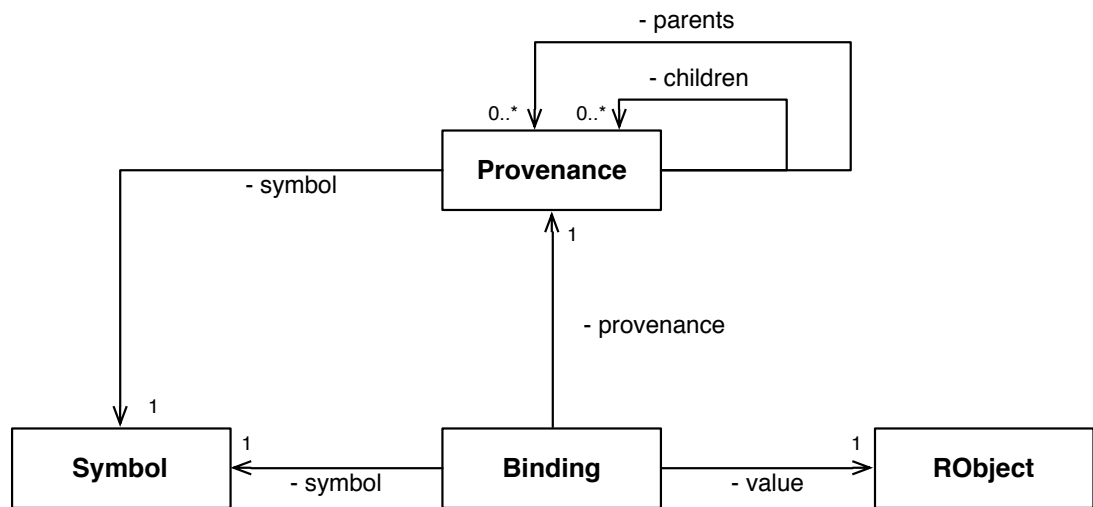 - parents
- children
0..*
0..*
Provenance
- symbol
1
- provenance
1
1
1
Symbol
Binding
RObject
- symbol
- value